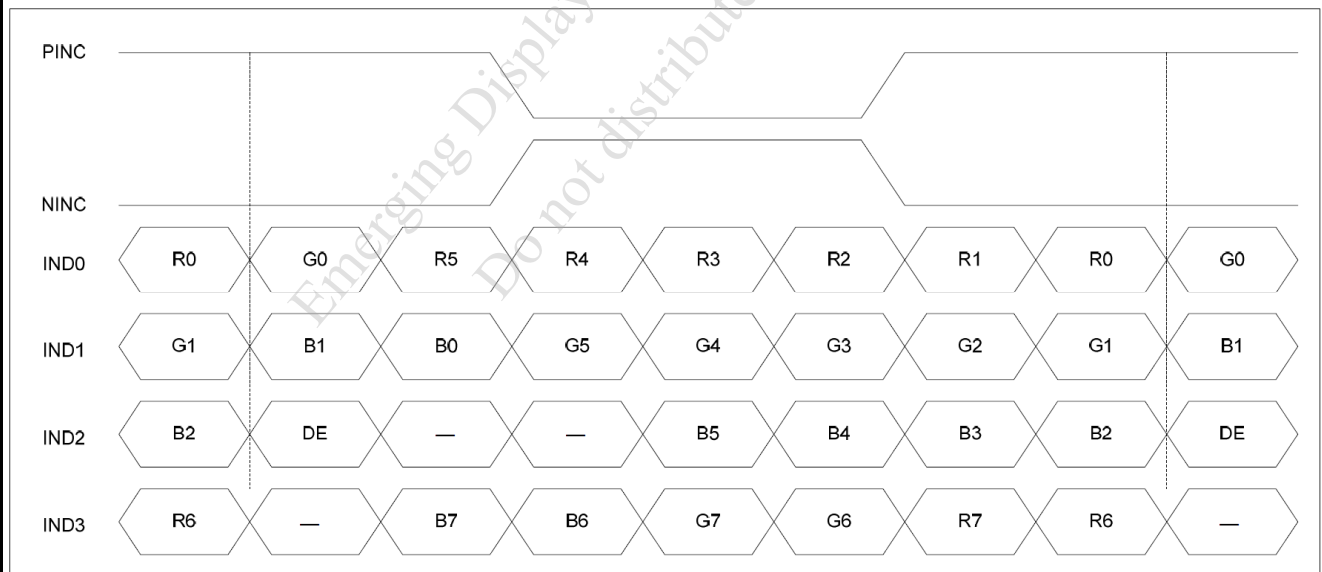 Emerging Display
Do not distribute
PINC
NINC
IND0 R0 G0 R5 R4 R3 R2 R1 R0 G0
IND1 G1 B1 B0 G5 G4 G3 G2 G1 B1
IND2 B2 DE — — B5 B4 B3 B2 DE
IND3 R6 — B7 B6 G7 G6 R7 R6 —